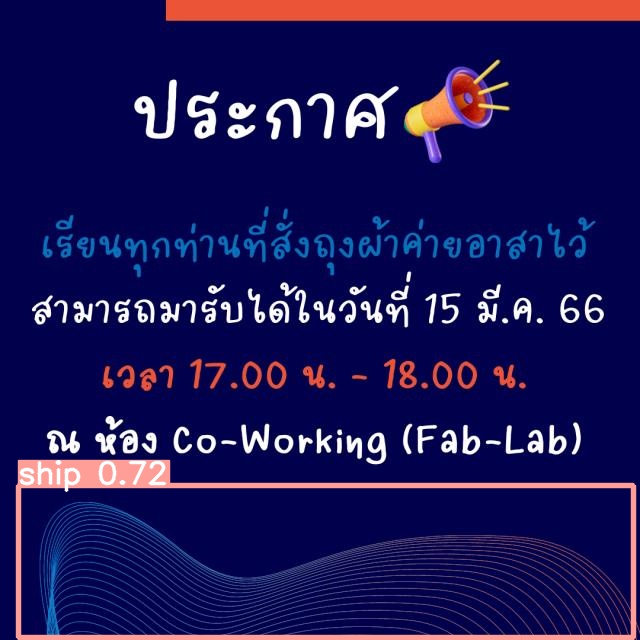 ประกาศ
เรียนทุกท่านที่สั่งถุงผ้าค่ายอาสาไว้
สามารถมารับได้ในวันที่ 15 มี.ค. 66
เวลา 17.00 น. - 18.00 น.
ณ ห้อง Co-Working (Fab-Lab)
ship 0.72